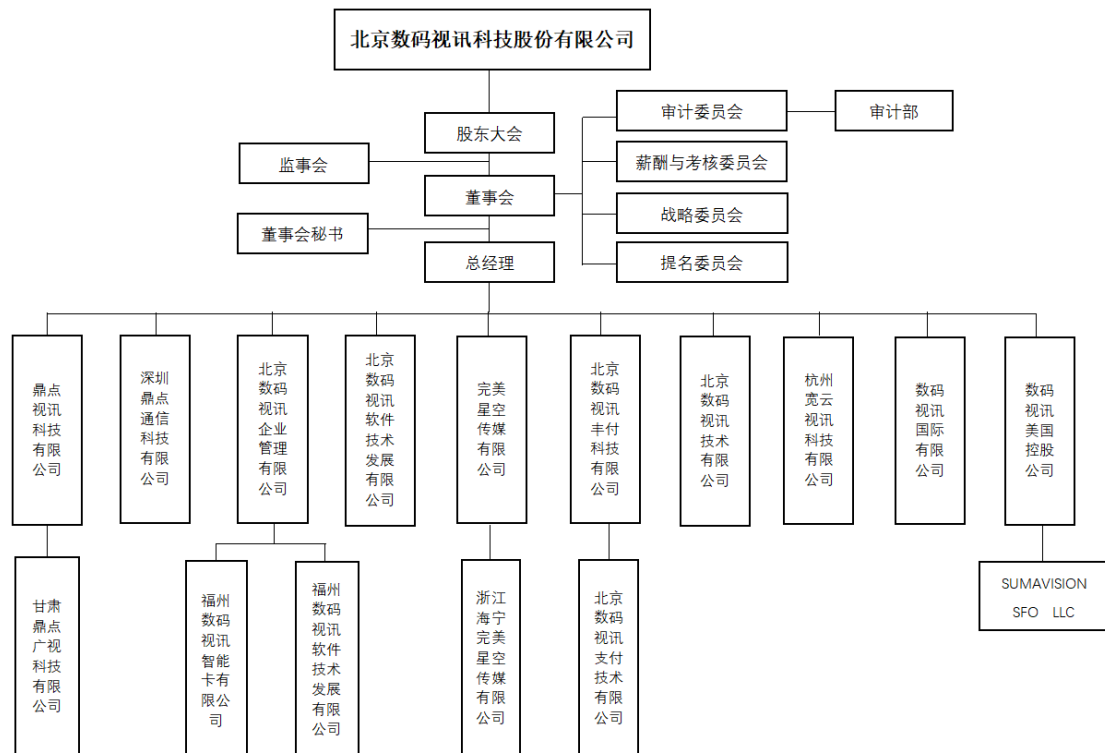 北京数码视讯科技股份有限公司
股东大会
审计委员会
审计部
监事会
薪酬与考核委员会
董事会
战略委员会
董事会秘书
总经理
提名委员会
鼎点
视讯
科技
有限
公司
深圳
鼎点
通信
科技
有限
公司
北京
数码
视讯
企业
管理
有限
公司
北京
数码
视讯
软件
技术
发展
有限
公司
完美
星空
传媒
有限
公司
北京
数码
视讯
丰付
科技
有限
公司
北京
数码
视讯
技术
有限
公司
杭州
宽云
视讯
科技
有限
公司
数码
视讯
国际
有限
公司
数码
视讯
美国
控股
公司
甘肃
鼎点
广视
科技
有限
公司
福州
数码
视讯
智能
卡有
限公
司
福州
数码
视讯
软件
技术
发展
有限
公司
浙江
海宁
完美
星空
传媒
有限
公司
北京
数码
视讯
支付
技术
有限
公司
SUMAVISION
SFO LLC